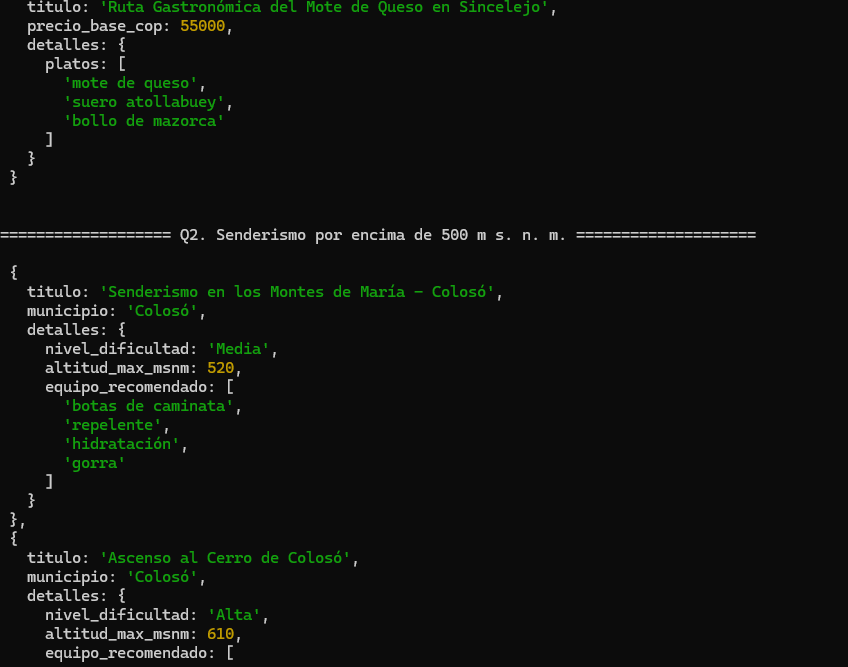 titulo: 'Ruta Gastronómica del Mote de Queso en Sincelejo',
precio_base_cop: 55000,
detalles: {
platos: [
'mote de queso',
'suero atollabuey',
'bollo de mazorca'
]
}
}
=================== Q2. Senderismo por encima de 500 m s. n. m. ====================
{
titulo: 'Senderismo en los Montes de María — Colosó',
municipio: 'Colosó',
detalles: {
nivel_dificultad: 'Media',
altitud_max_msnm: 520,
equipo_recomendado: [
'botas de caminata',
'repelente',
'hidratación',
'gorra'
]
}
},
{
titulo: 'Ascenso al Cerro de Colosó',
municipio: 'Colosó',
detalles: {
nivel_dificultad: 'Alta',
altitud_max_msnm: 610,
equipo_recomendado: [